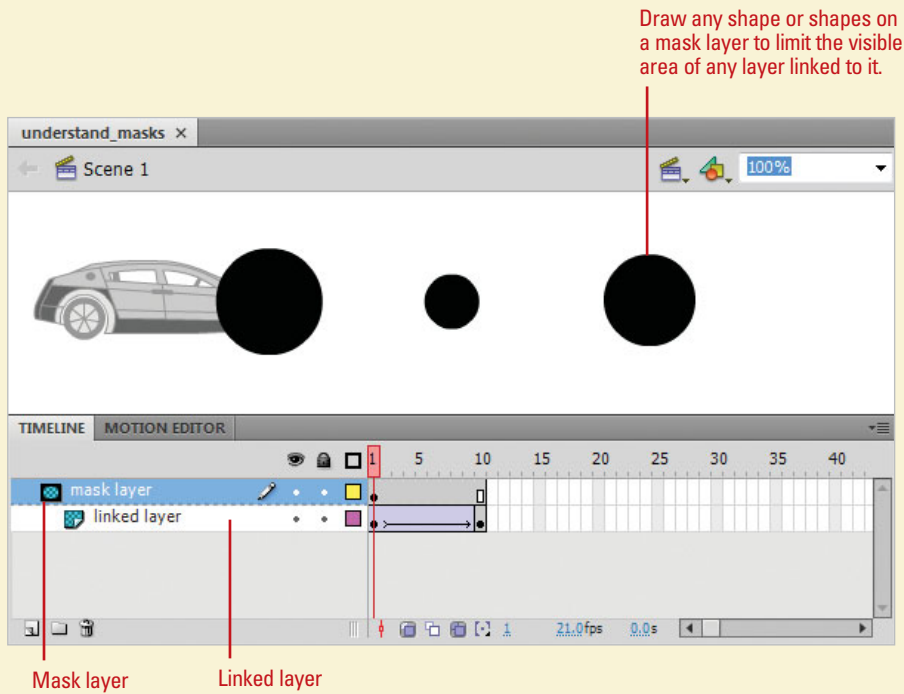 Draw any shape or shapes on
a mask layer to limit the visible
area of any layer linked to it.
understand_masks ×
Scene 1
100%
TIMELINE MOTION EDITOR
1 5 10 15 20 25 30 35 40
mask layer
linked layer
1 21.0fps 0.0s
Mask layer Linked layer